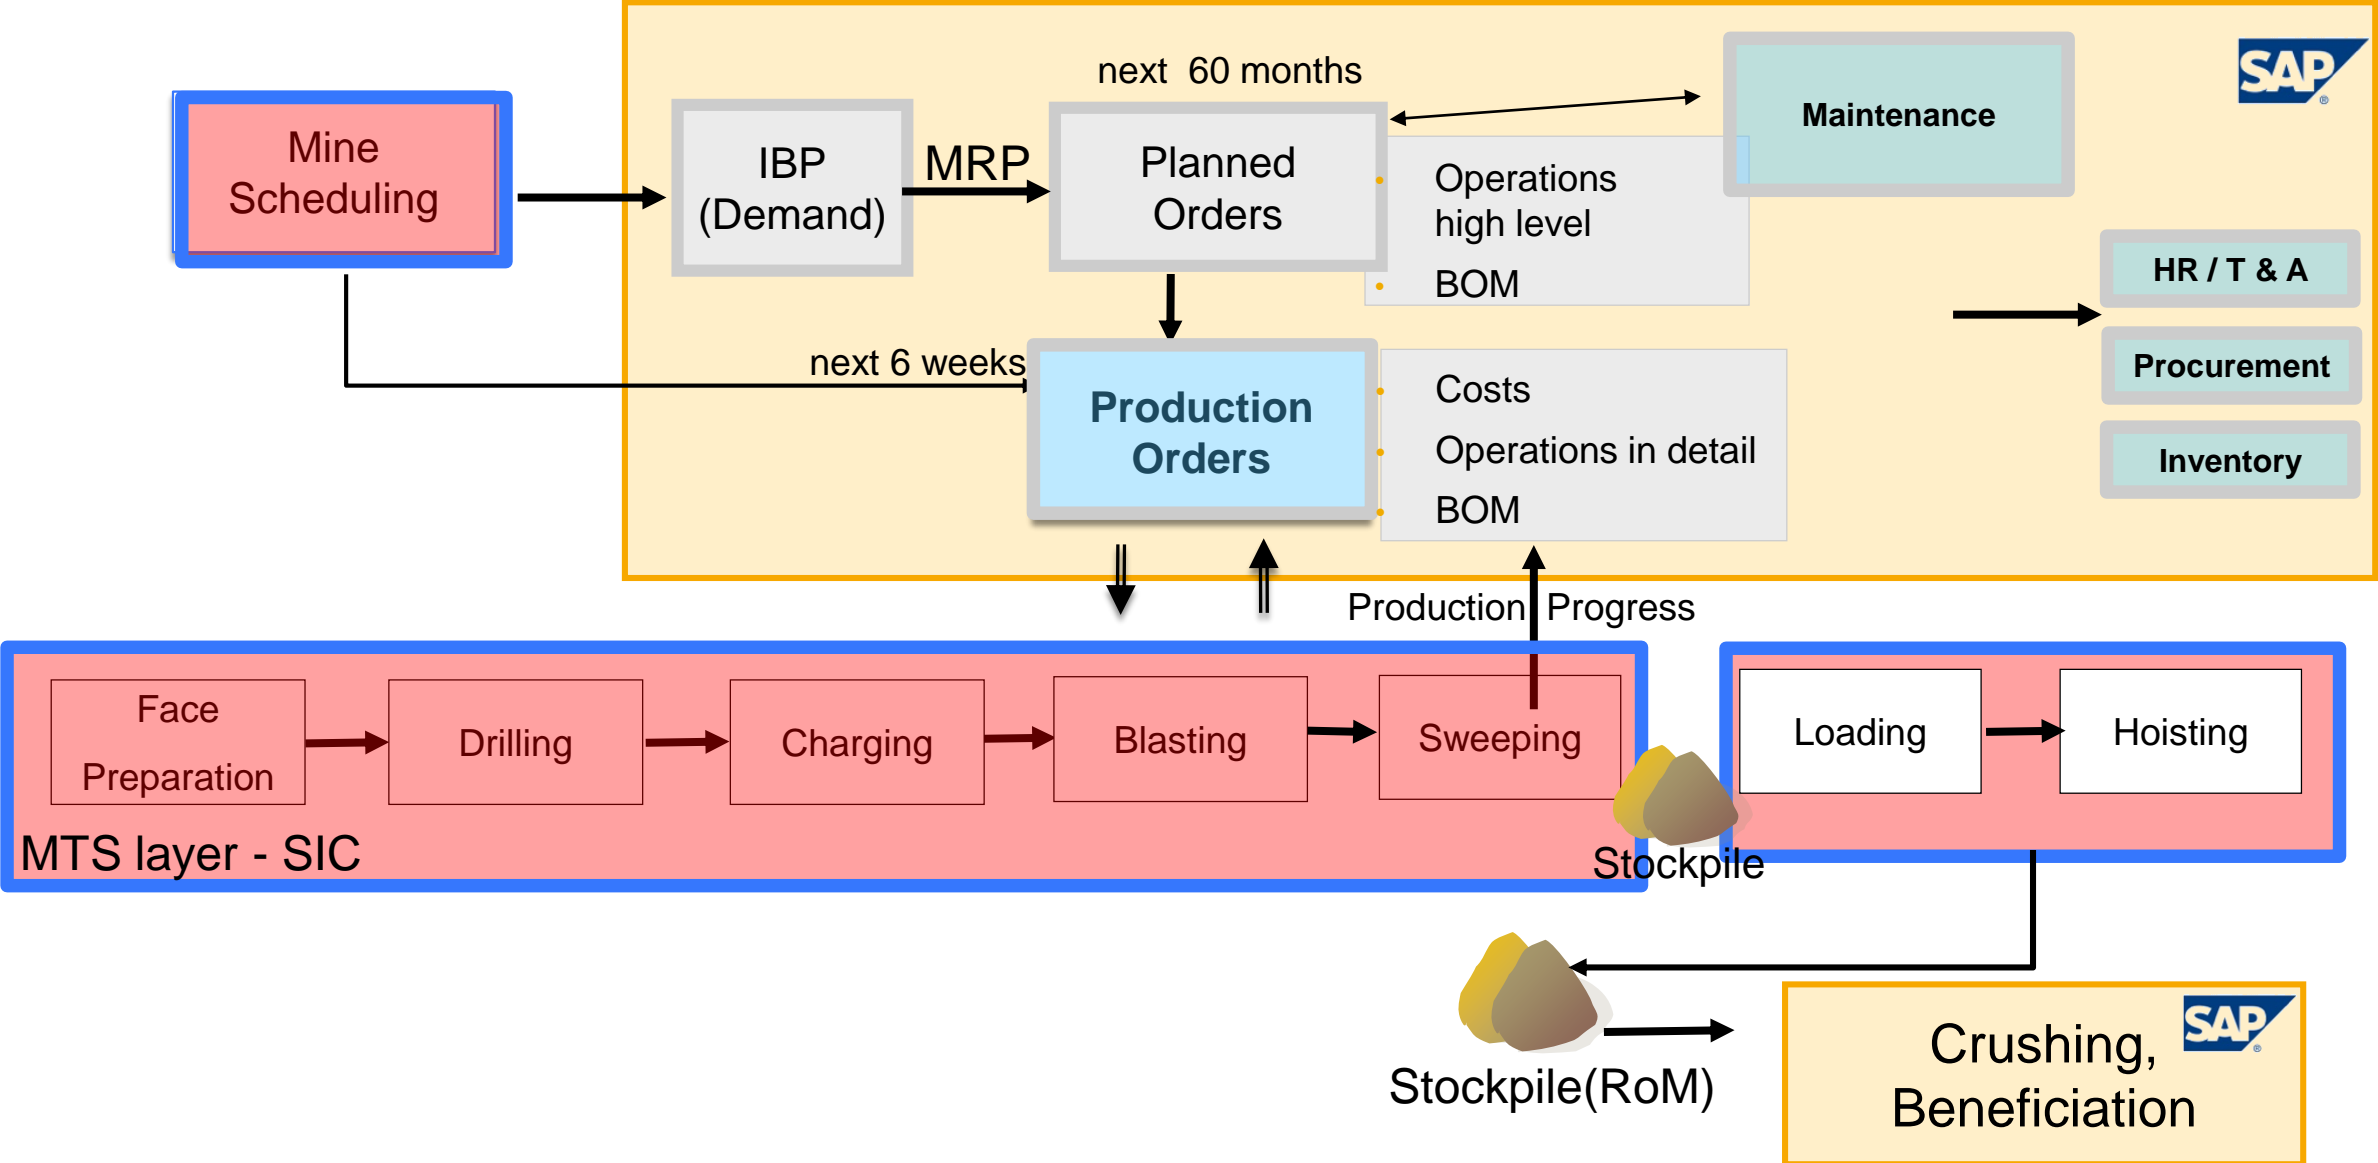 next 60 months
SAP
®
Mine
Scheduling
IBP
(Demand)
MRP
Planned
Orders
Maintenance
• Operations
high level
• BOM
HR / T & A
Procurement
Inventory
next 6 weeks
Production
Orders
• Costs
• Operations in detail
• BOM
Production Progress
Face
Preparation
Drilling
Charging
Blasting
Sweeping
Loading
Hoisting
MTS layer - SIC
Stockpile
Stockpile(RoM)
SAP
®
Crushing,
Beneficiation